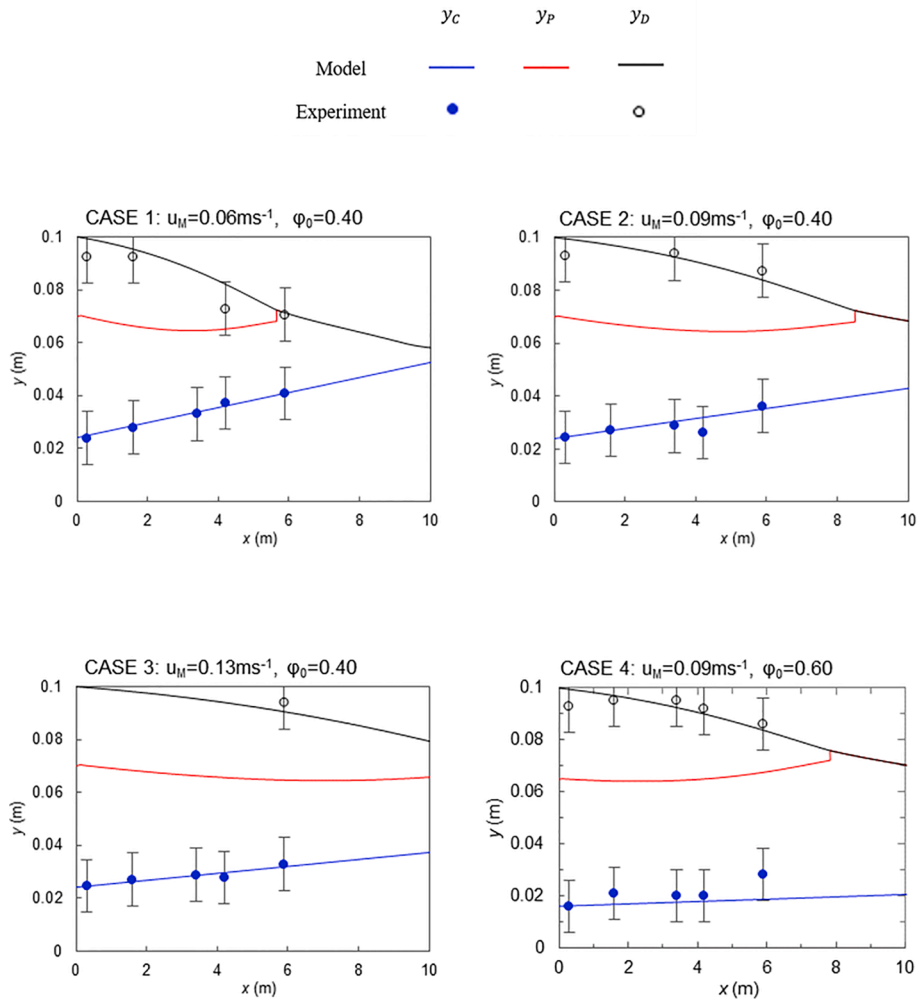 y_C y_P y_D
Model
Experiment
CASE 1: u_M=0.06ms⁻¹, φ₀=0.40
0.1
0.08
0.06
0.04
0.02
0
y (m)
0 2 4 6 8 10
x (m)
CASE 2: u_M=0.09ms⁻¹, φ₀=0.40
0.1
0.08
0.06
0.04
0.02
0
y (m)
0 2 4 6 8 10
x (m)
CASE 3: u_M=0.13ms⁻¹, φ₀=0.40
0.1
0.08
0.06
0.04
0.02
0
y (m)
0 2 4 6 8 10
x (m)
CASE 4: u_M=0.09ms⁻¹, φ₀=0.60
0.1
0.08
0.06
0.04
0.02
0
y (m)
0 2 4 6 8 10
x (m)